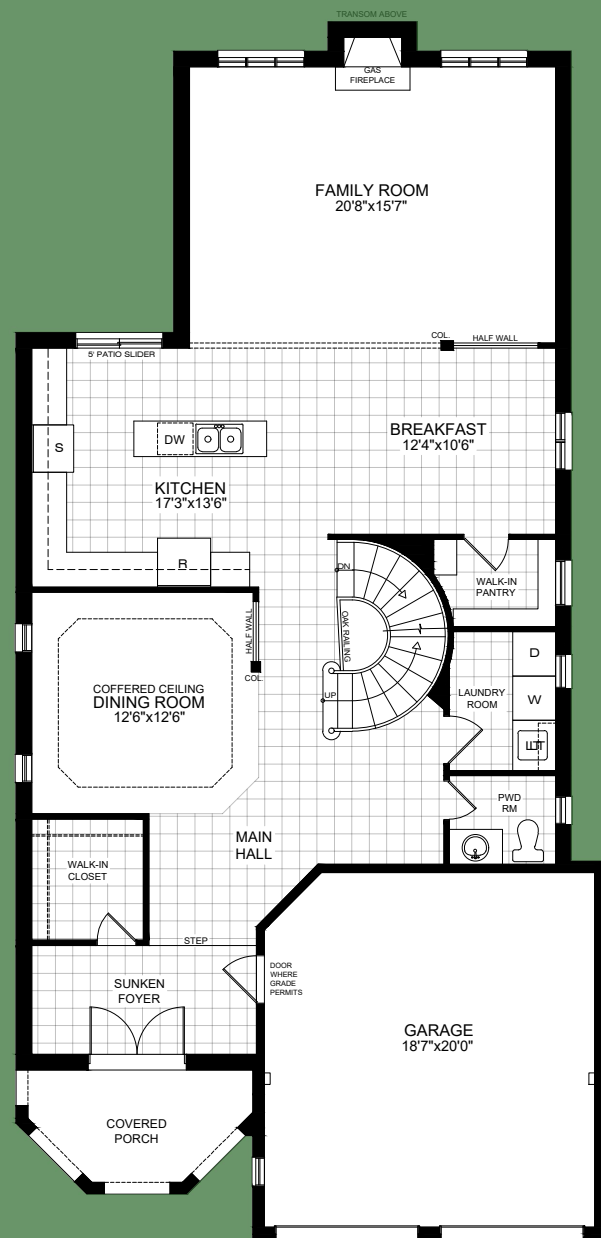 TRANSOM ABOVE
GAS
FIREPLACE
FAMILY ROOM
20'8"x15'7"
COL.
HALF WALL
5' PATIO SLIDER
BREAKFAST
12'4"x10'6"
DW
S
KITCHEN
17'3"x13'6"
R
DN
WALK-IN
PANTRY
OAK RAILING
HALF WALL
COL.
UP
D
W
LAUNDRY
ROOM
LT
COFFERED CEILING
DINING ROOM
12'6"x12'6"
PWD
RM
MAIN
HALL
WALK-IN
CLOSET
STEP
DOOR
WHERE
GRADE
PERMITS
SUNKEN
FOYER
GARAGE
18'7"x20'0"
COVERED
PORCH